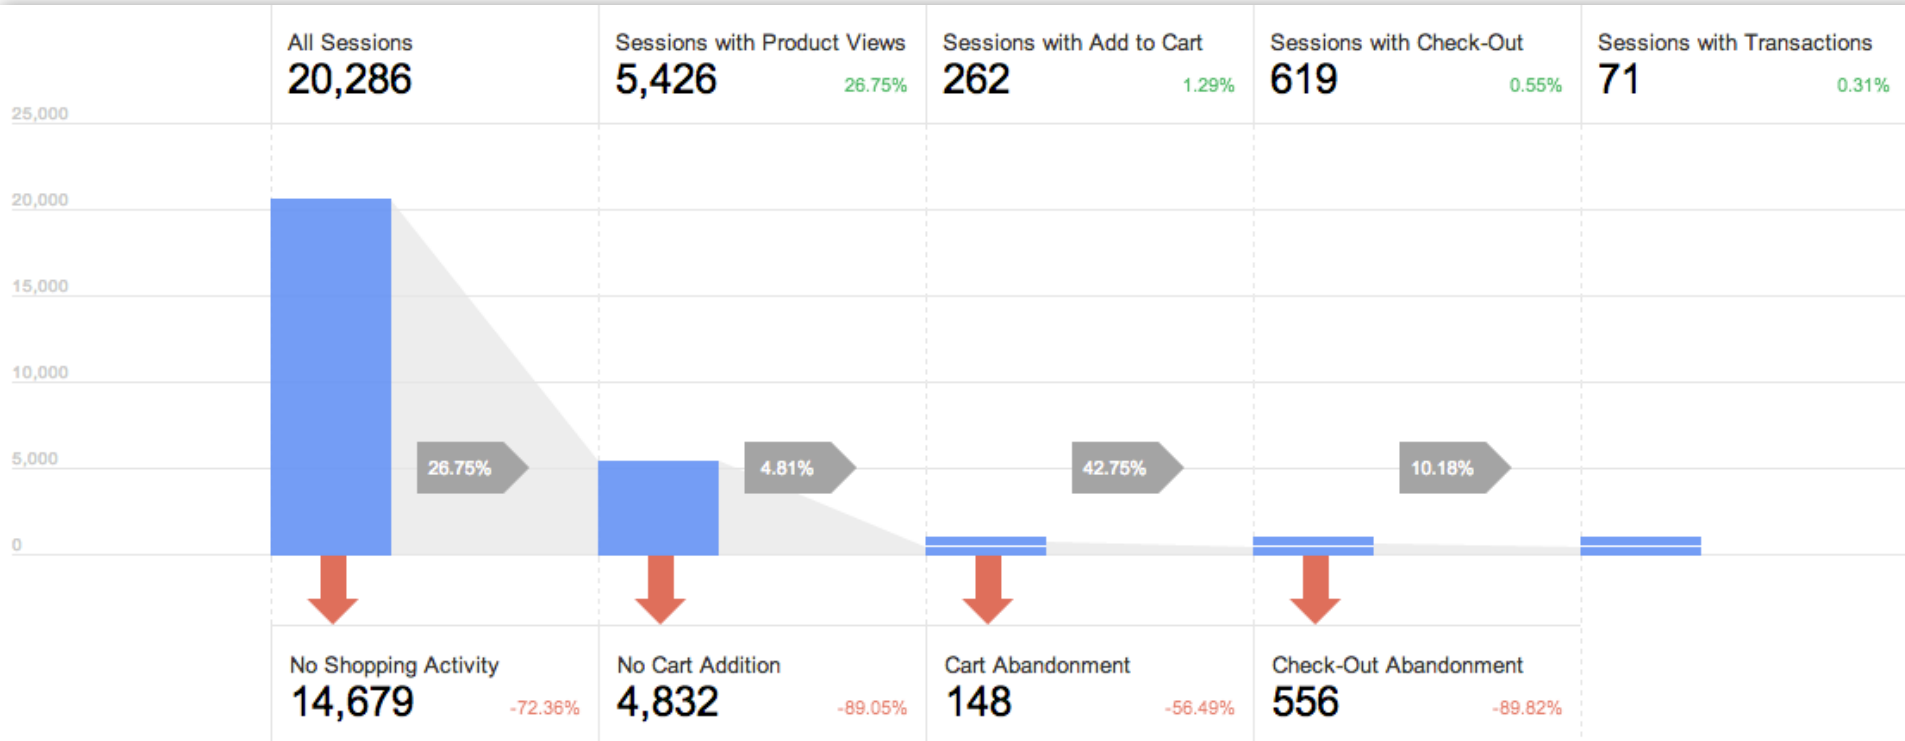 All Sessions
20,286
Sessions with Product Views
5,426 26.75%
Sessions with Add to Cart
262 1.29%
Sessions with Check-Out
619 0.55%
Sessions with Transactions
71 0.31%
25,000
20,000
15,000
10,000
5,000
0
26.75%
4.81%
42.75%
10.18%
No Shopping Activity
14,679 -72.36%
No Cart Addition
4,832 -89.05%
Cart Abandonment
148 -56.49%
Check-Out Abandonment
556 -89.82%